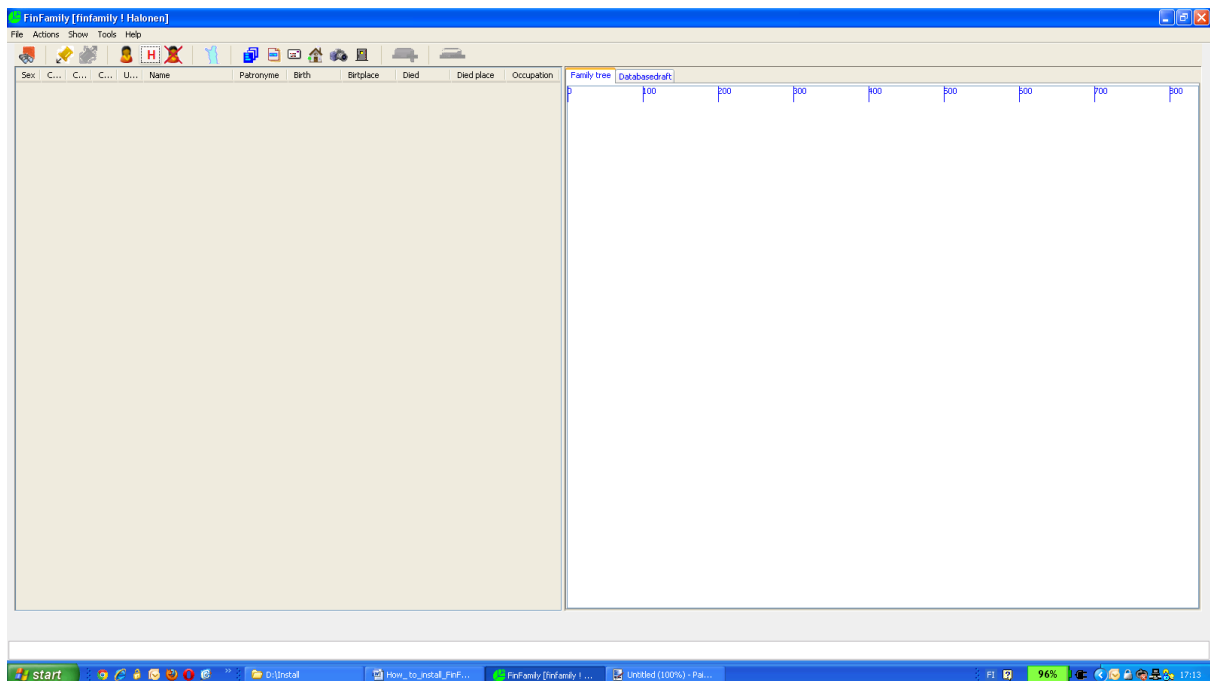 FinFamily [finfamily ! Halonen]
File Actions Show Tools Help
H
Sex C... C... C... U... Name Patronyme Birth Birtplace Died Died place Occupation
Family tree Databasedraft
0 100 200 300 400 500 600 700 800
start D:\Install How_to_install_FinF... FinFamily [finfamily ! ... Untitled (100%) - Pai... FI 96% 17:13